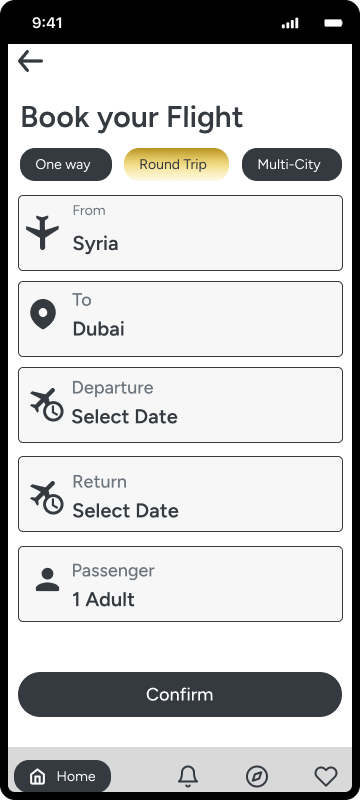 9:41
Book your Flight
One way
Round Trip
Multi-City
From
Syria
To
Dubai
Departure
Select Date
Return
Select Date
Passenger
1 Adult
Confirm
Home